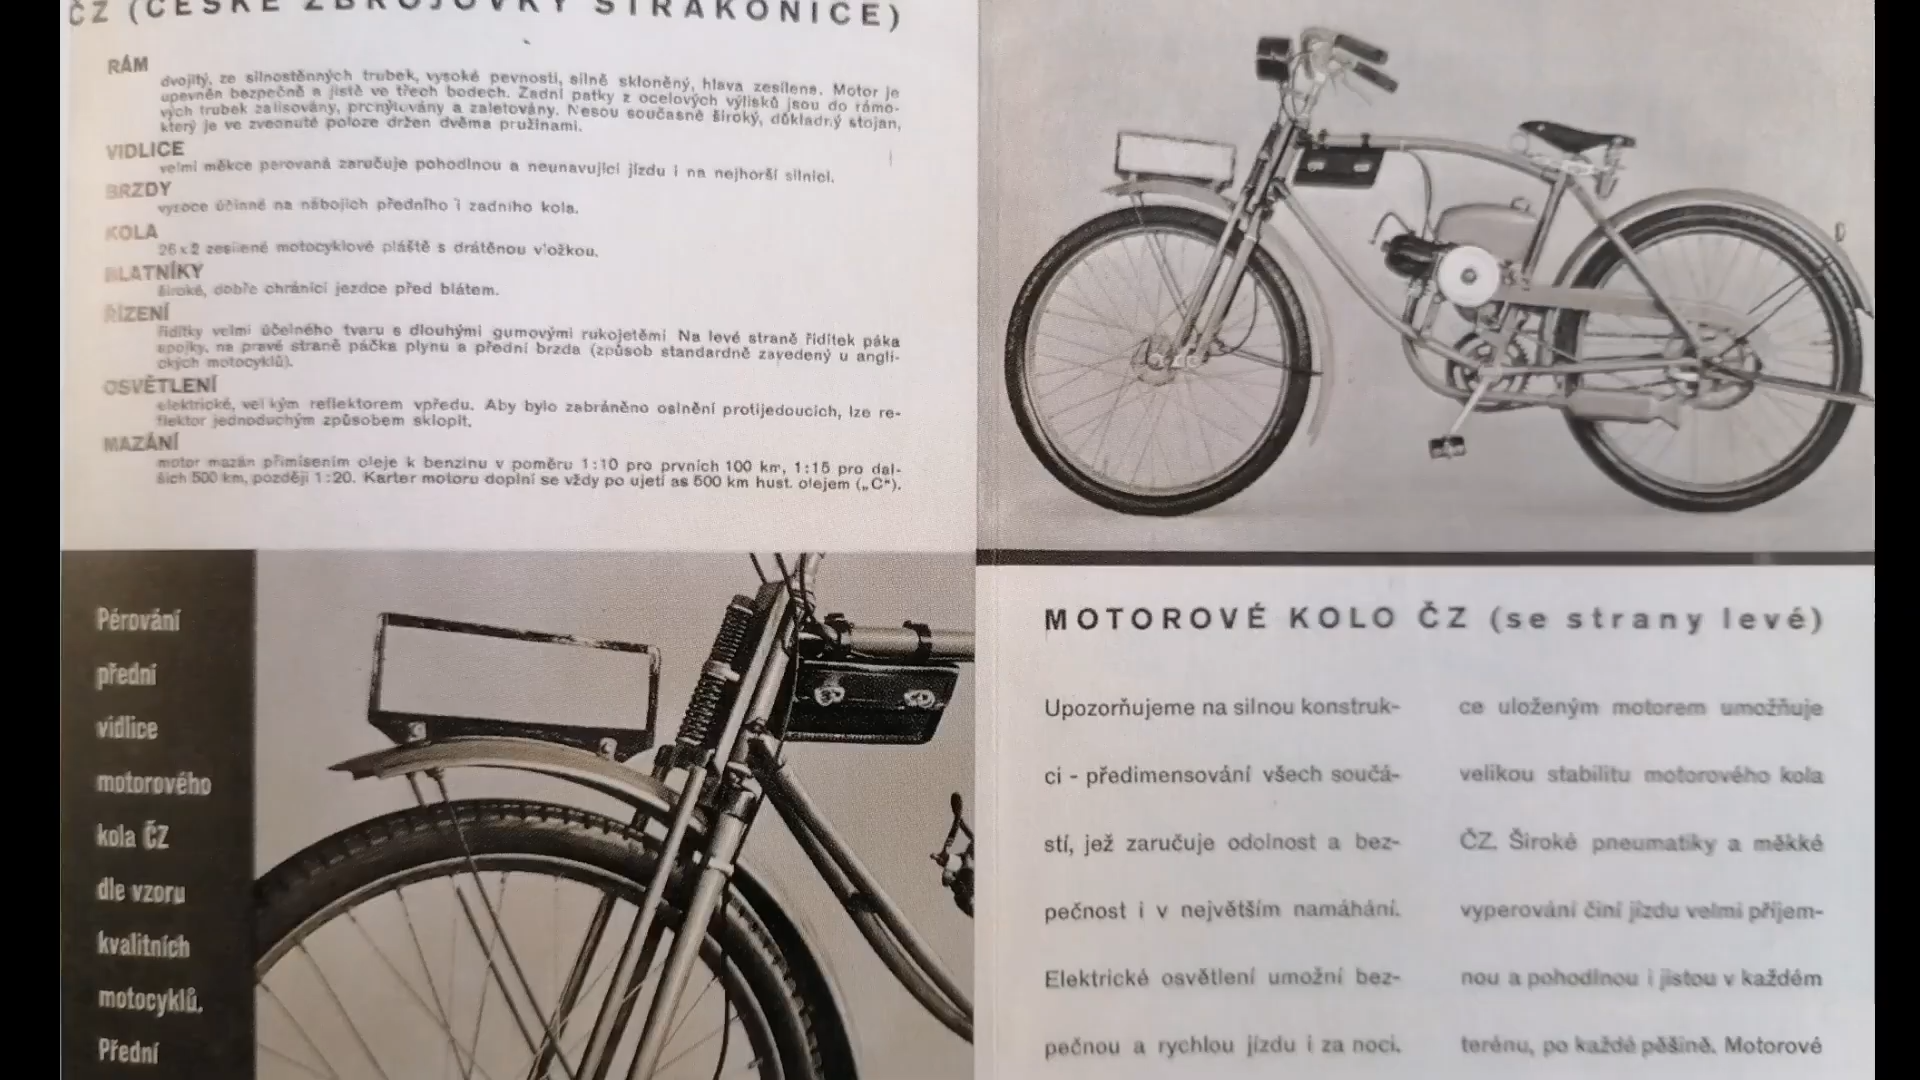 ČZ (ČESKÉ ZBROJOVKY STRAKONICE)
RÁM
dvojitý, ze silnostěnných trubek, vysoké pevnosti, silně skloněný, hlava zesílena. Motor je
upevněn bezpečně a jistě ve třech bodech. Zadní patky z ocelových výlisků jsou do rámo-
vých trubek zalisovány, pronýtovány a zaletovány. Nesou současně široký, důkladný stojan,
který je ve zvednuté poloze držen dvěma pružinami.
VIDLICE
velmi měkce perovaná zaručuje pohodlnou a neunavující jízdu i na nejhorší silnici.
BRZDY
vysoce účinné na nábojích předního i zadního kola.
KOLA
26 x 2 zesílené motocyklové pláště s drátěnou vložkou.
BLATNÍKY
široké, dobře chránící jezdce před blátem.
ŘÍZENÍ
řidítky velmi účelného tvaru s dlouhými gumovými rukojetěmi Na levé straně řidítek páka
spojky, na pravé straně páčka plynu a přední brzda (způsob standardně zavedený u angli-
ckých motocyklů).
OSVĚTLENÍ
elektrické, velkým reflektorem vpředu. Aby bylo zabráněno oslnění protijedoucích, lze re-
flektor jednoduchým způsobem sklopit.
MAZÁNÍ
motor mazán přimísením oleje k benzinu v poměru 1:10 pro prvních 100 km, 1:15 pro dal-
ších 500 km, později 1:20. Karter motoru doplní se vždy po ujetí as 500 km hust. olejem („C").
Pérování
přední
vidlice
motorového
kola ČZ
dle vzoru
kvalitních
motocyklů.
Přední
MOTOROVÉ KOLO ČZ (se strany levé)
Upozorňujeme na silnou konstruk-
ci - předimensování všech součá-
stí, jež zaručuje odolnost a bez-
pečnost i v největším namáhání.
Elektrické osvětlení umožní bez-
pečnou a rychlou jízdu i za noci.
ce uloženým motorem umožňuje
velikou stabilitu motorového kola
ČZ. Široké pneumatiky a měkké
vyperování činí jízdu velmi příjem-
nou a pohodlnou i jistou v každém
terénu, po každé pěšině. Motorové